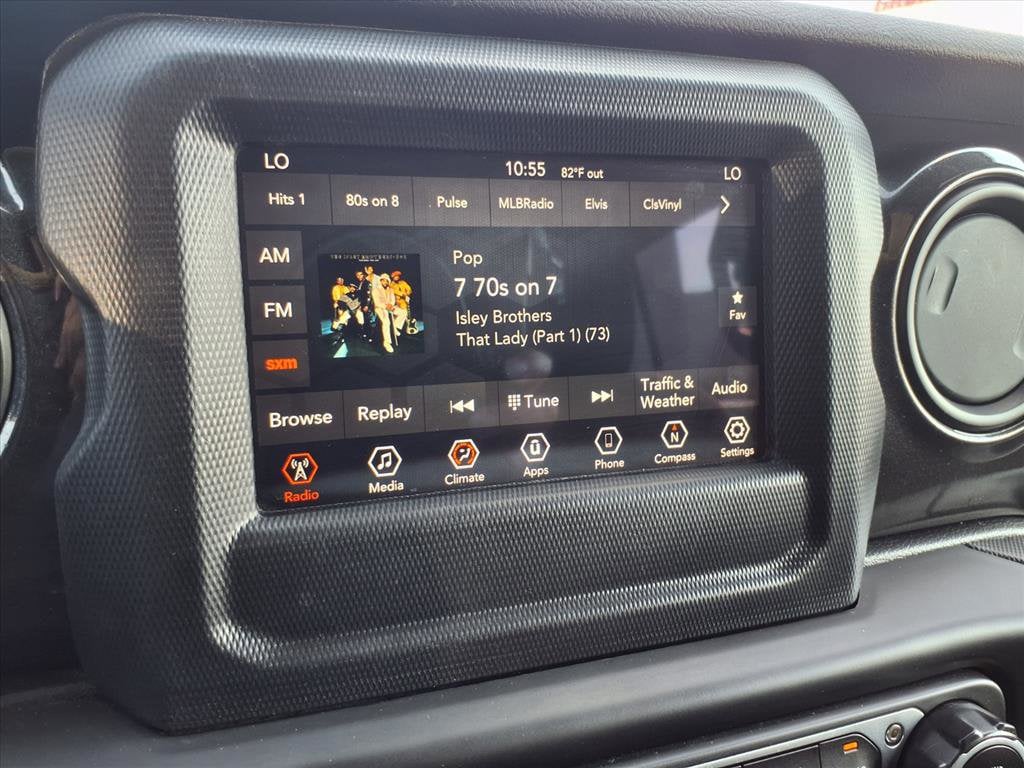 LO 10:55 82°F out LO
Hits 1 80s on 8 Pulse MLBRadio Elvis ClsVinyl
AM
Pop
7 70s on 7
FM
Isley Brothers
Fav
That Lady (Part 1) (73)
sxm
Browse Replay Tune Traffic & Weather Audio
Radio Media Climate Apps Phone Compass Settings
N